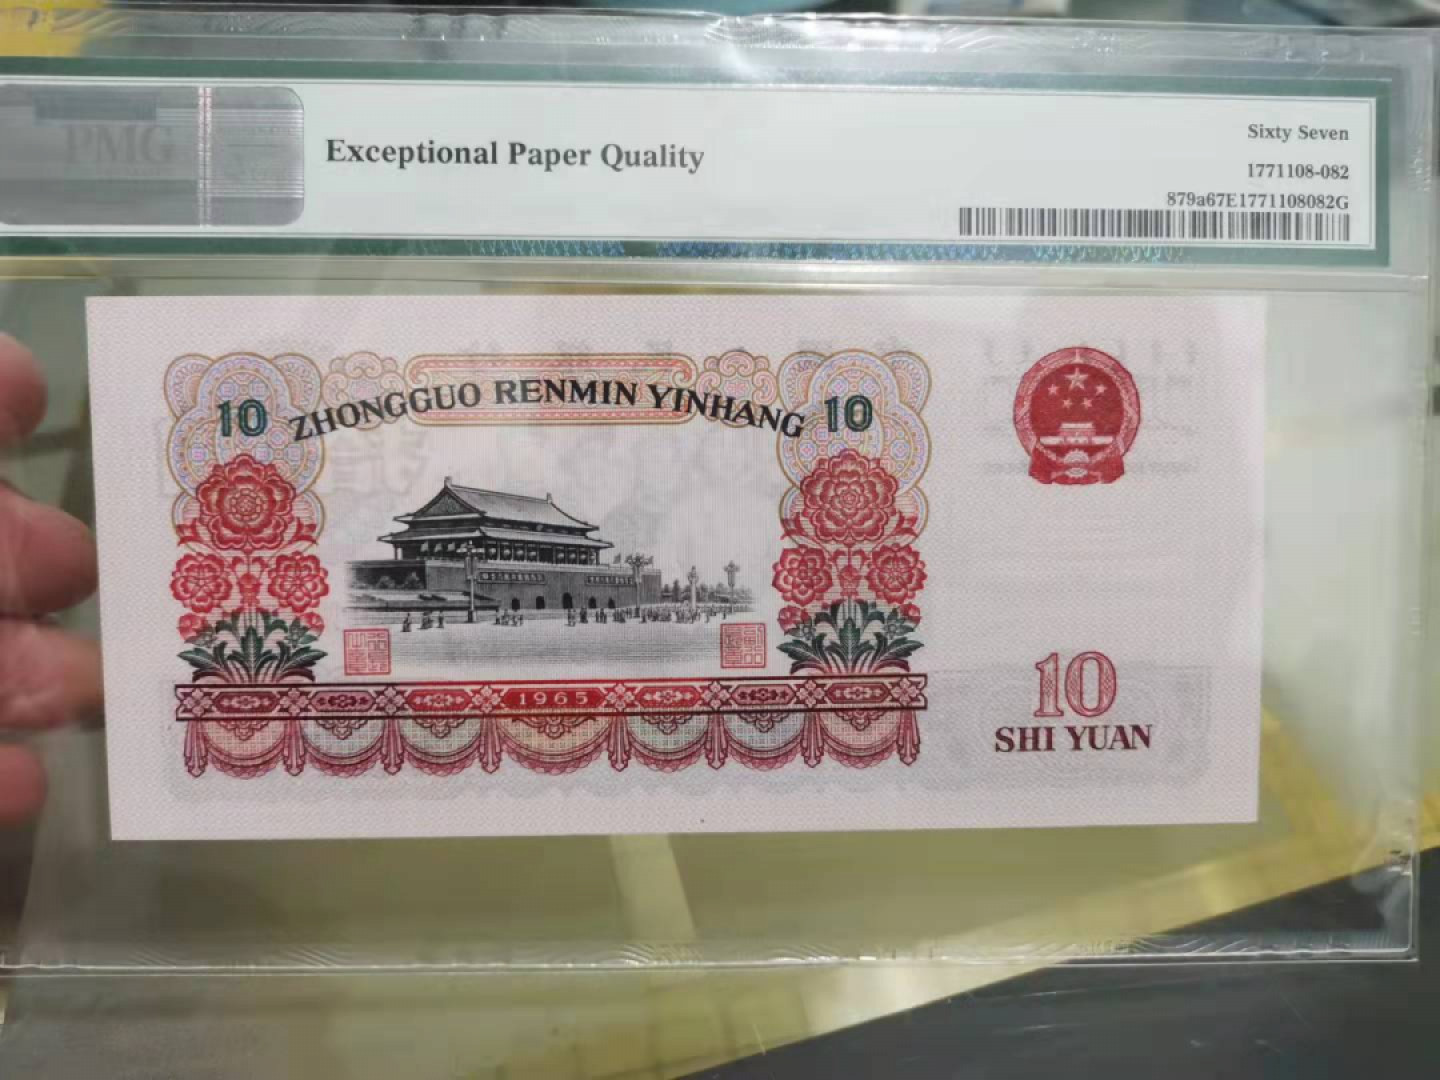 PMG
Exceptional Paper Quality
Sixty Seven
1771108-082
879a67E1771108082G
10 ZHONGGUO RENMIN YINHANG 10
1965
10
SHI YUAN